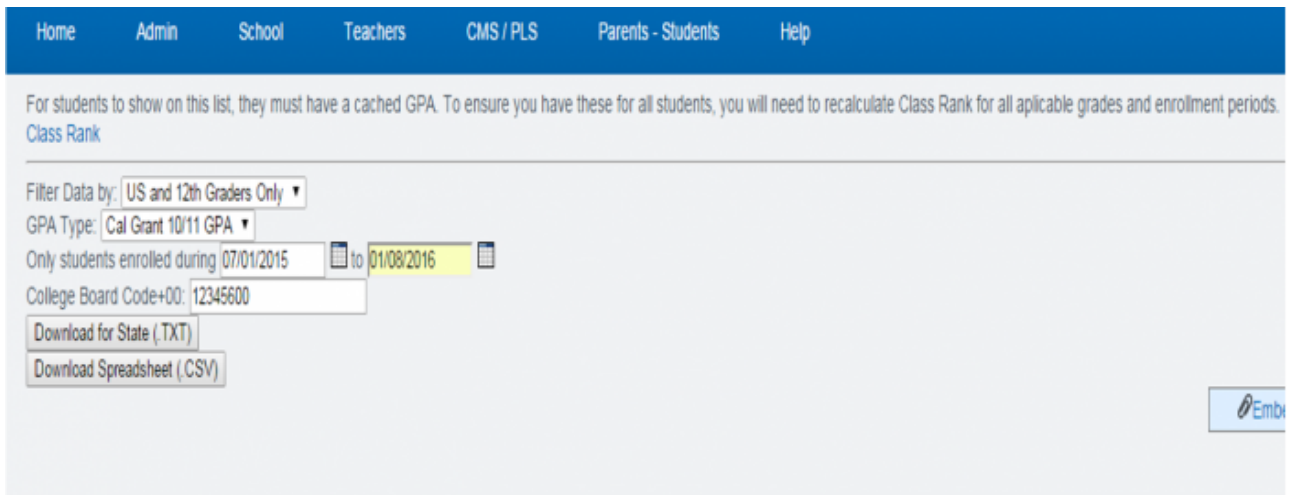 Home Admin School Teachers CMS / PLS Parents - Students Help
For students to show on this list, they must have a cached GPA. To ensure you have these for all students, you will need to recalculate Class Rank for all aplicable grades and enrollment periods.
Class Rank
Filter Data by: US and 12th Graders Only
GPA Type: Cal Grant 10/11 GPA
Only students enrolled during 07/01/2015 to 01/08/2016
College Board Code+00: 12345600
Download for State (.TXT)
Download Spreadsheet (.CSV)